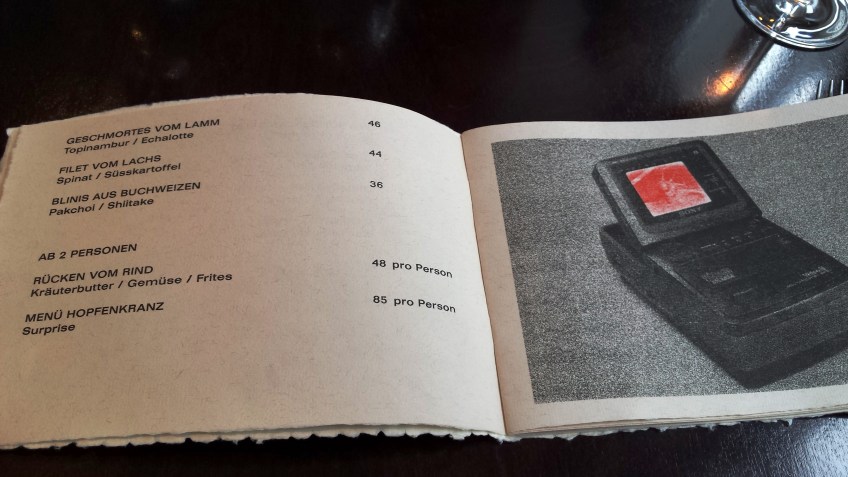 GESCHMORTES VOM LAMM 46
Topinambur / Echalotte
FILET VOM LACHS 44
Spinat / Süsskartoffel
BLINIS AUS BUCHWEIZEN 36
Pakchoi / Shiitake
AB 2 PERSONEN
RÜCKEN VOM RIND 48 pro Person
Kräuterbutter / Gemüse / Frites
MENÜ HOPFENKRANZ 85 pro Person
Surprise
SONY